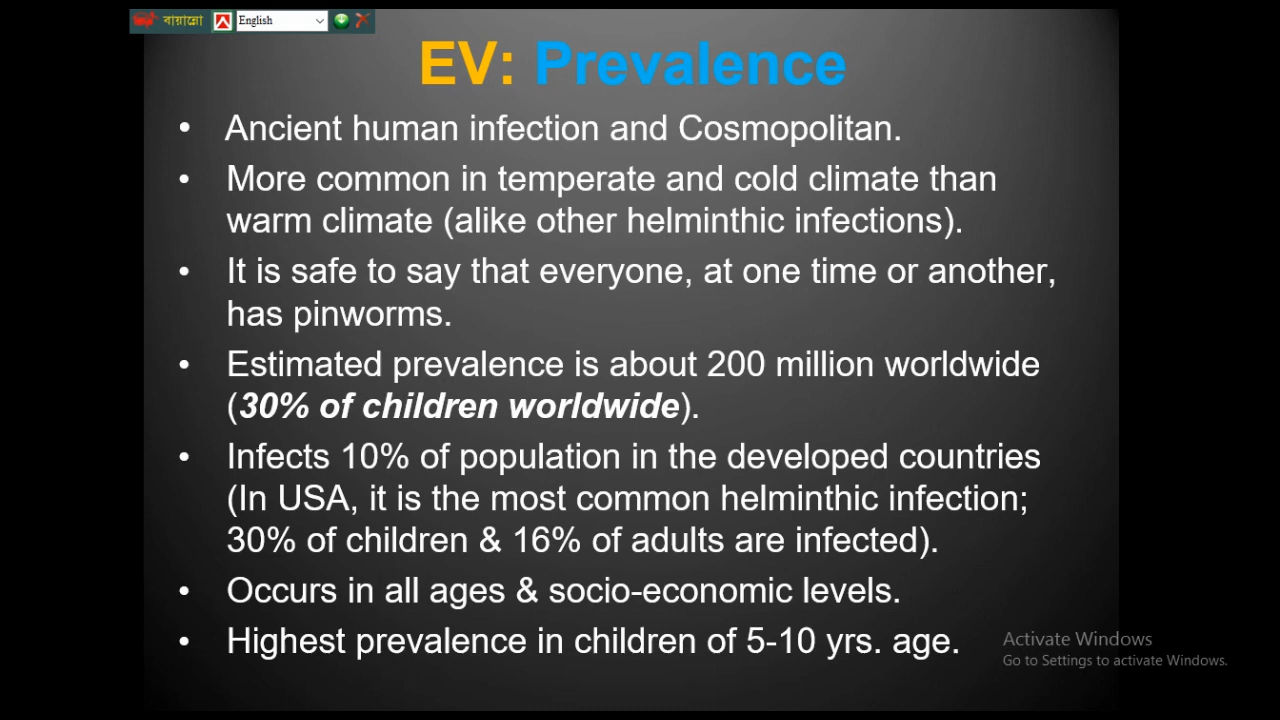 বায়ান্নো English
EV: Prevalence
• Ancient human infection and Cosmopolitan.
• More common in temperate and cold climate than
warm climate (alike other helminthic infections).
• It is safe to say that everyone, at one time or another,
has pinworms.
• Estimated prevalence is about 200 million worldwide
(30% of children worldwide).
• Infects 10% of population in the developed countries
(In USA, it is the most common helminthic infection;
30% of children & 16% of adults are infected).
• Occurs in all ages & socio-economic levels.
• Highest prevalence in children of 5-10 yrs. age.
Activate Windows
Go to Settings to activate Windows.